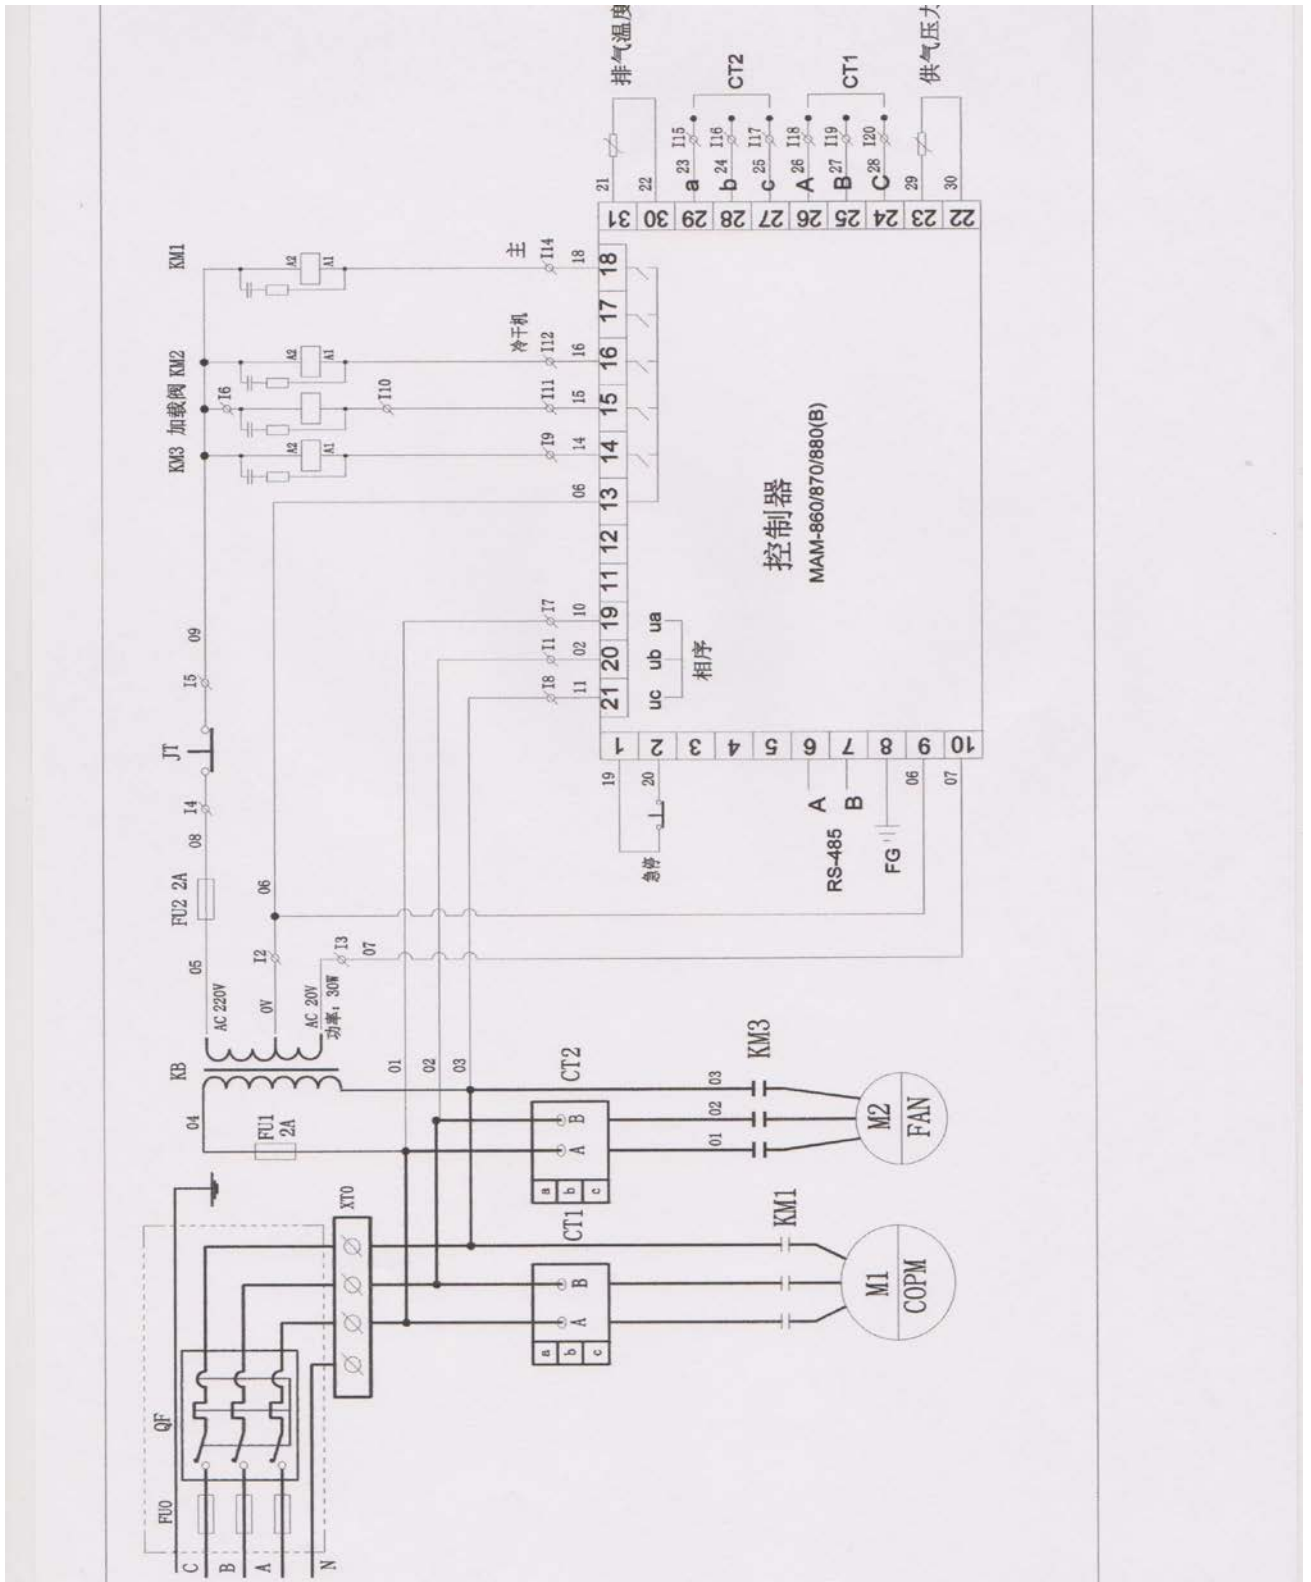 排气温度
CT2
CT1
供气压力
I15
I16
I17
I18
I19
I20
21
22
23
24
25
26
27
28
29
30
a
b
c
A
B
C
31
30
29
28
27
26
25
24
23
22
KM1
KM2
加载阀
KM3
A2
A1
A2
A1
A2
A1
I6
I10
主
冷干机
I14
I12
I11
I9
18
16
15
14
06
18
17
16
15
14
13
12
11
19
20
21
控制器
MAM-860/870/880(B)
I7
I1
I8
10
02
11
ua
ub
uc
相序
09
I5
JT
I4
08
FU2 2A
05
06
I2
I3
07
AC 220V
0V
AC 20V
功率: 30W
KB
04
FU1
2A
01
02
03
1
2
3
4
5
6
7
8
9
10
19
20
急停
A
B
RS-485
FG
06
07
CT2
A
B
a
b
c
01
02
03
KM3
M2
FAN
CT1
A
B
a
b
c
KM1
M1
COPM
XT0
QF
FU0
C
B
A
N